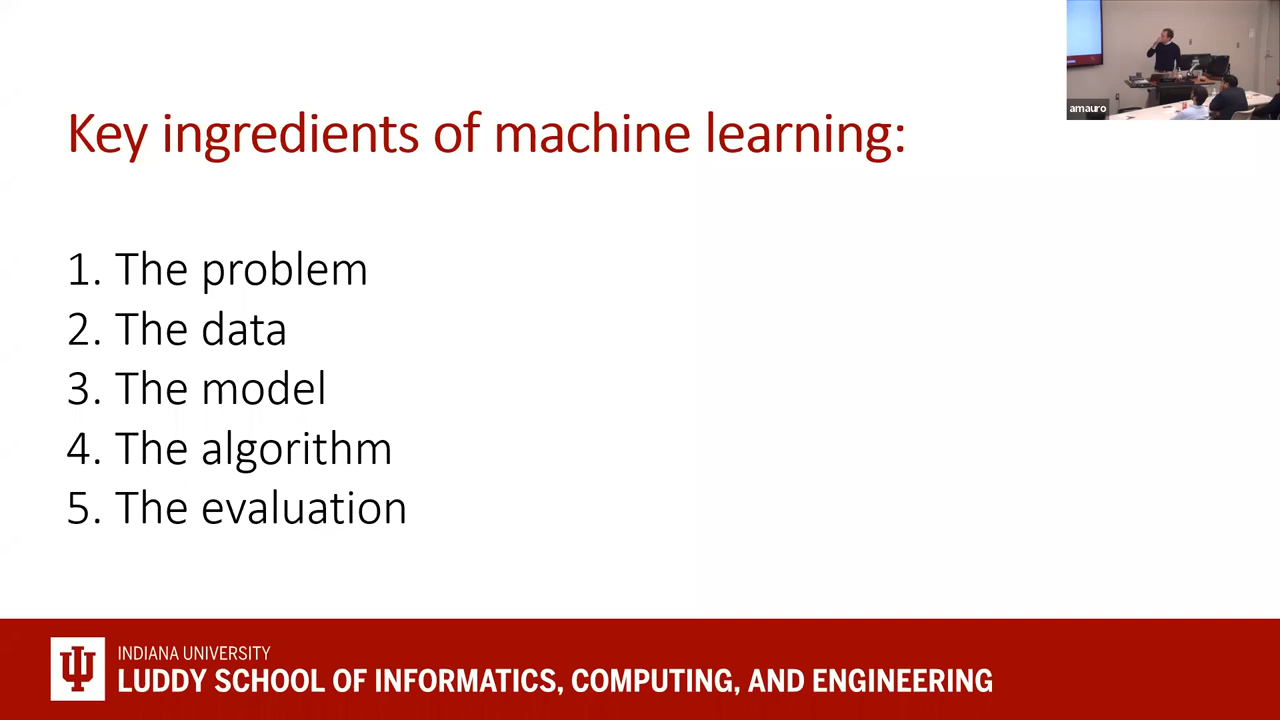 Key ingredients of machine learning:
1. The problem
2. The data
3. The model
4. The algorithm
5. The evaluation
amauro
INDIANA UNIVERSITY
LUDDY SCHOOL OF INFORMATICS, COMPUTING, AND ENGINEERING